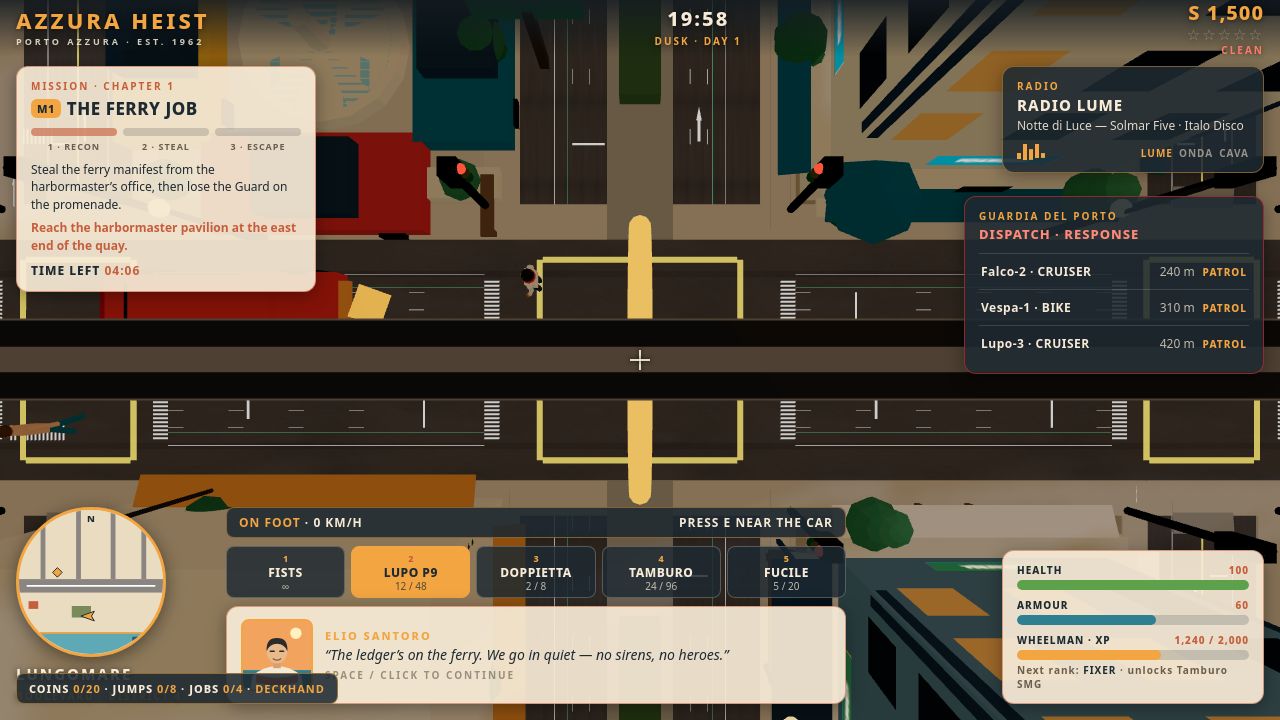 AZZURA HEIST
PORTO AZZURA · EST. 1962
19:58
DUSK · DAY 1
S 1,500
☆☆☆☆☆
CLEAN
MISSION · CHAPTER 1
M1 THE FERRY JOB
1 · RECON 2 · STEAL 3 · ESCAPE
Steal the ferry manifest from the
harbormaster's office, then lose the Guard on
the promenade.
Reach the harbormaster pavilion at the east
end of the quay.
TIME LEFT 04:06
RADIO
RADIO LUME
Notte di Luce — Solmar Five · Italo Disco
LUME ONDA CAVA
GUARDIA DEL PORTO
DISPATCH · RESPONSE
Falco-2 · CRUISER 240 m PATROL
Vespa-1 · BIKE 310 m PATROL
Lupo-3 · CRUISER 420 m PATROL
N
LUNGOMARE
COINS 0/20 · JUMPS 0/8 · JOBS 0/4 · DECKHAND
ON FOOT · 0 KM/H PRESS E NEAR THE CAR
1
FISTS
∞
2
LUPO P9
12 / 48
3
DOPPIETTA
2 / 8
4
TAMBURO
24 / 96
5
FUCILE
5 / 20
ELIO SANTORO
“The ledger's on the ferry. We go in quiet — no sirens, no heroes.”
SPACE / CLICK TO CONTINUE
HEALTH 100
ARMOUR 60
WHEELMAN · XP 1,240 / 2,000
Next rank: FIXER · unlocks Tamburo
SMG